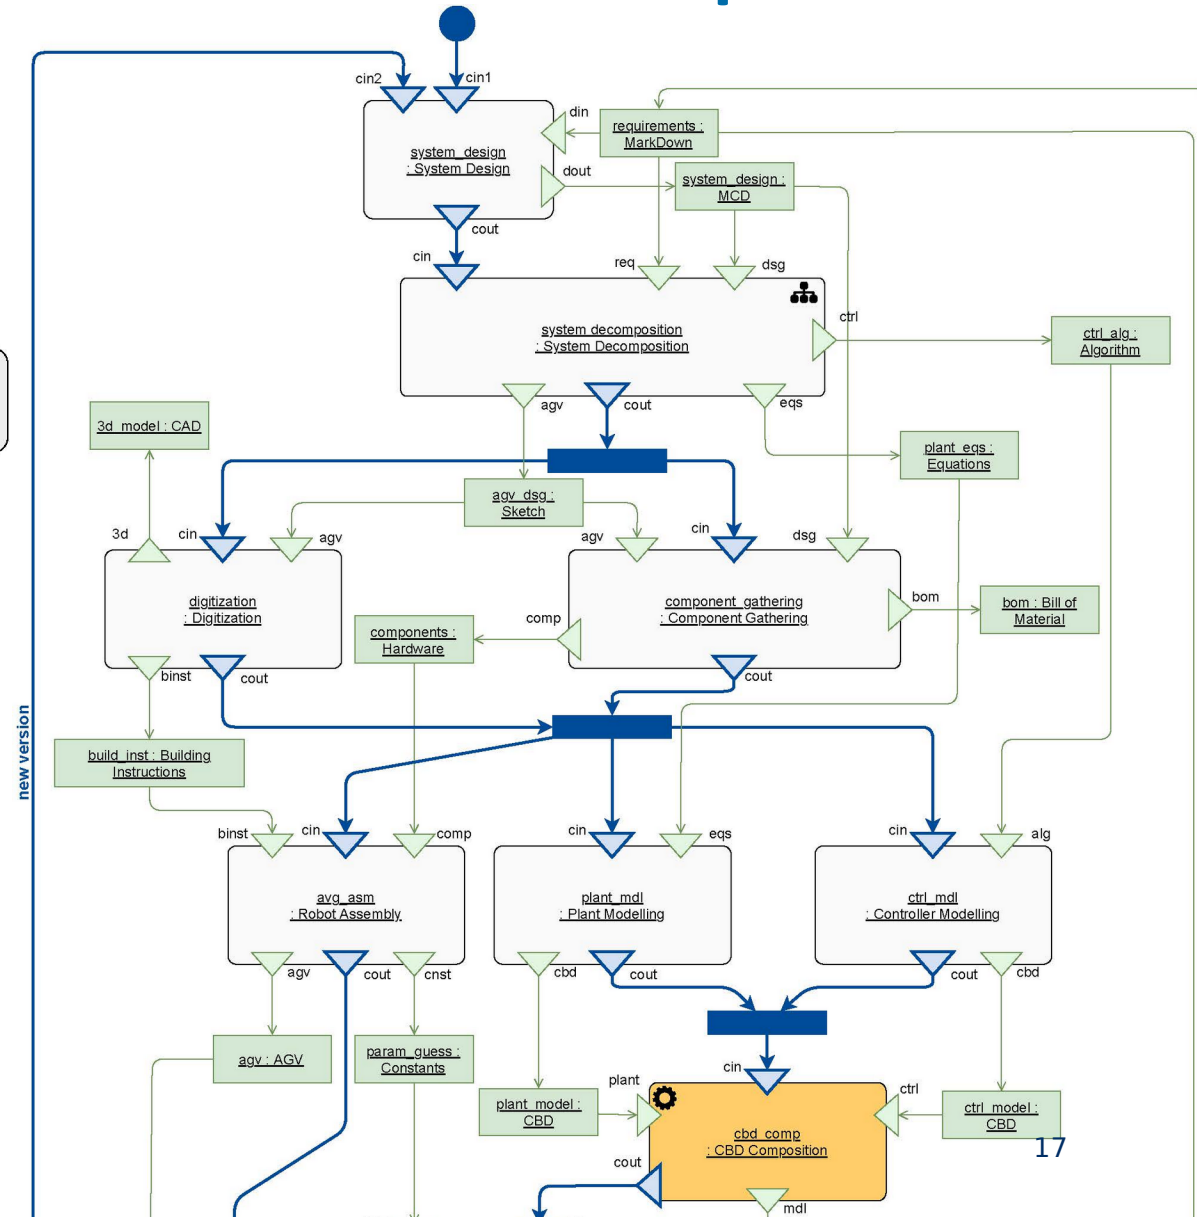 cin2
cin1
din
requirements :
MarkDown
system_design
: System Design
dout
system_design :
MCD
cout
cin
req
dsg
system decomposition
: System Decomposition
ctrl
ctrl_alg :
Algorithm
agv
cout
eqs
3d_model : CAD
plant_eqs :
Equations
agv_dsg :
Sketch
3d
cin
agv
agv
cin
dsg
digitization
: Digitization
component_gathering
: Component Gathering
bom
bom : Bill of
Material
comp
components :
Hardware
binst
cout
cout
new version
build_inst : Building
Instructions
binst
cin
comp
cin
eqs
cin
alg
avg_asm
: Robot Assembly
plant_mdl
: Plant Modelling
ctrl_mdl
: Controller Modelling
agv
cout
cnst
cbd
cout
cout
cbd
agv : AGV
param_guess :
Constants
cin
plant
ctrl
plant_model :
CBD
ctrl_model :
CBD
cbd_comp
: CBD Composition
17
cout
mdl